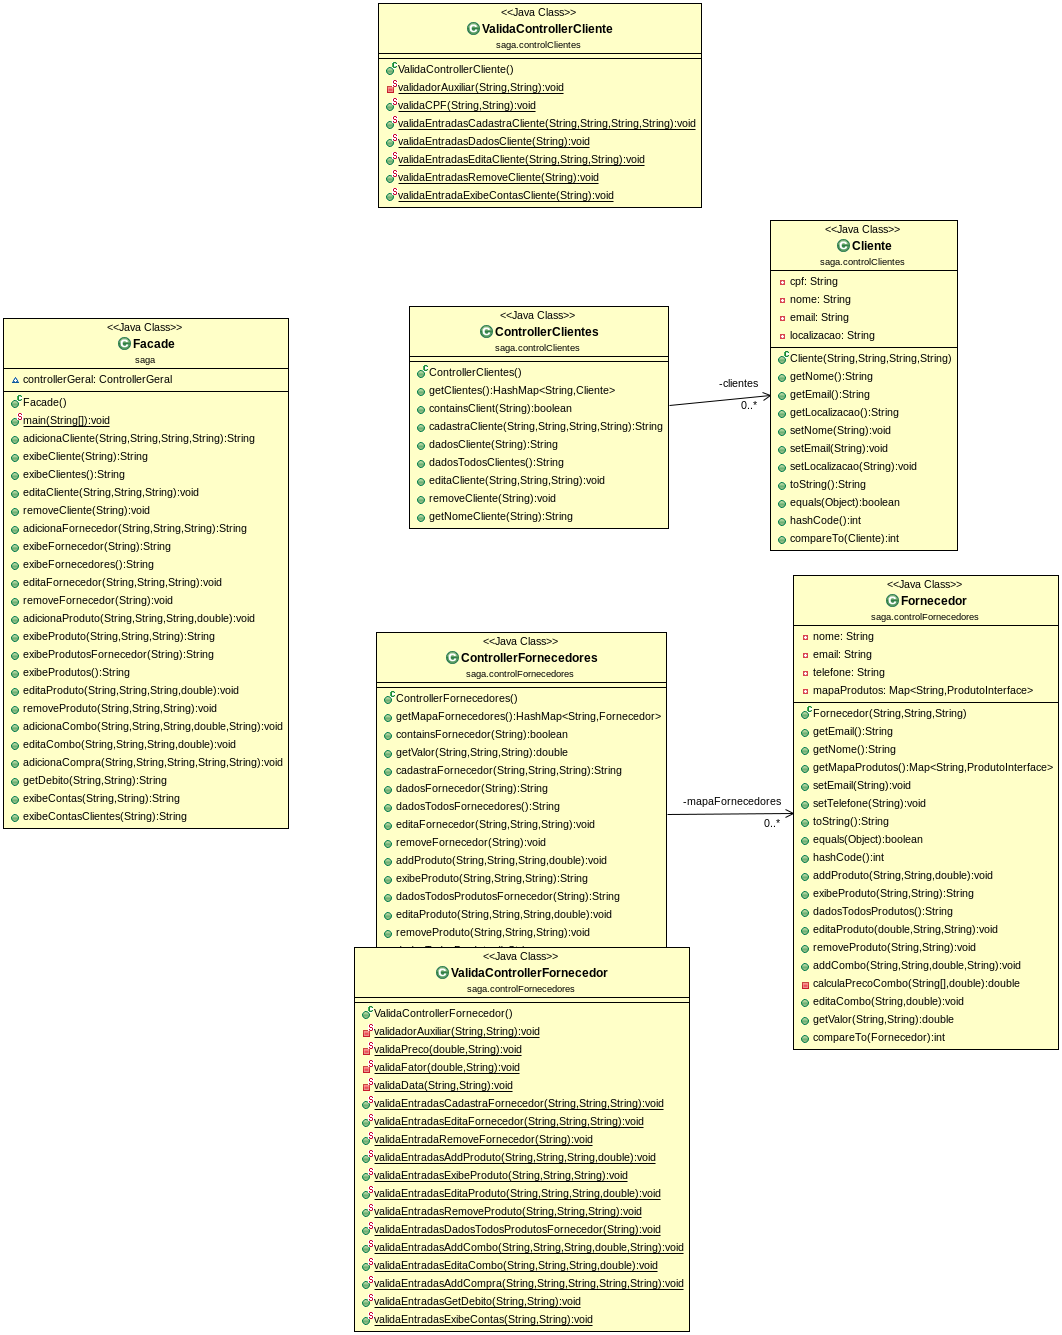 <<Java Class>>
ValidaControllerCliente
saga.controlClientes
ValidaControllerCliente()
validadorAuxiliar(String,String):void
validaCPF(String,String):void
validaEntradasCadastraCliente(String,String,String,String):void
validaEntradasDadosCliente(String):void
validaEntradasEditaCliente(String,String,String):void
validaEntradasRemoveCliente(String):void
validaEntradaExibeContasCliente(String):void
<<Java Class>>
Cliente
saga.controlClientes
cpf: String
nome: String
email: String
localizacao: String
Cliente(String,String,String,String)
getNome():String
getEmail():String
getLocalizacao():String
setNome(String):void
setEmail(String):void
setLocalizacao(String):void
toString():String
equals(Object):boolean
hashCode():int
compareTo(Cliente):int
<<Java Class>>
ControllerClientes
saga.controlClientes
ControllerClientes()
getClientes():HashMap<String,Cliente>
containsClient(String):boolean
cadastraCliente(String,String,String,String):String
dadosCliente(String):String
dadosTodosClientes():String
editaCliente(String,String,String):void
removeCliente(String):void
getNomeCliente(String):String
-clientes
0..*
<<Java Class>>
Facade
saga
controllerGeral: ControllerGeral
Facade()
main(String[]):void
adicionaCliente(String,String,String,String):String
exibeCliente(String):String
exibeClientes():String
editaCliente(String,String,String):void
removeCliente(String):void
adicionaFornecedor(String,String,String):String
exibeFornecedor(String):String
exibeFornecedores():String
editaFornecedor(String,String,String):void
removeFornecedor(String):void
adicionaProduto(String,String,String,double):void
exibeProduto(String,String,String):String
exibeProdutosFornecedor(String):String
exibeProdutos():String
editaProduto(String,String,String,double):void
removeProduto(String,String,String):void
adicionaCombo(String,String,String,double,String):void
editaCombo(String,String,String,double):void
adicionaCompra(String,String,String,String,String):void
getDebito(String,String):String
exibeContas(String,String):String
exibeContasClientes(String):String
<<Java Class>>
Fornecedor
saga.controlFornecedores
nome: String
email: String
telefone: String
mapaProdutos: Map<String,ProdutoInterface>
Fornecedor(String,String,String)
getEmail():String
getNome():String
getMapaProdutos():Map<String,ProdutoInterface>
setEmail(String):void
setTelefone(String):void
toString():String
equals(Object):boolean
hashCode():int
addProduto(String,String,double):void
exibeProduto(String,String):String
dadosTodosProdutos():String
editaProduto(double,String,String):void
removeProduto(String,String):void
addCombo(String,String,double,String):void
calculaPrecoCombo(String[],double):double
editaCombo(String,double):void
getValor(String,String):double
compareTo(Fornecedor):int
<<Java Class>>
ControllerFornecedores
saga.controlFornecedores
ControllerFornecedores()
getMapaFornecedores():HashMap<String,Fornecedor>
containsFornecedor(String):boolean
getValor(String,String,String):double
cadastraFornecedor(String,String,String):String
dadosFornecedor(String):String
dadosTodosFornecedores():String
editaFornecedor(String,String,String):void
removeFornecedor(String):void
addProduto(String,String,String,double):void
exibeProduto(String,String,String):String
dadosTodosProdutosFornecedor(String):String
editaProduto(String,String,String,double):void
removeProduto(String,String,String):void
-mapaFornecedores
0..*
<<Java Class>>
ValidaControllerFornecedor
saga.controlFornecedores
ValidaControllerFornecedor()
validadorAuxiliar(String,String):void
validaPreco(double,String):void
validaFator(double,String):void
validaData(String,String):void
validaEntradasCadastraFornecedor(String,String,String):void
validaEntradasEditaFornecedor(String,String,String):void
validaEntradaRemoveFornecedor(String):void
validaEntradasAddProduto(String,String,String,double):void
validaEntradasExibeProduto(String,String,String):void
validaEntradasEditaProduto(String,String,String,double):void
validaEntradasRemoveProduto(String,String,String):void
validaEntradasDadosTodosProdutosFornecedor(String):void
validaEntradasAddCombo(String,String,String,double,String):void
validaEntradasEditaCombo(String,String,String,double):void
validaEntradasAddCompra(String,String,String,String,String):void
validaEntradasGetDebito(String,String):void
validaEntradasExibeContas(String,String):void